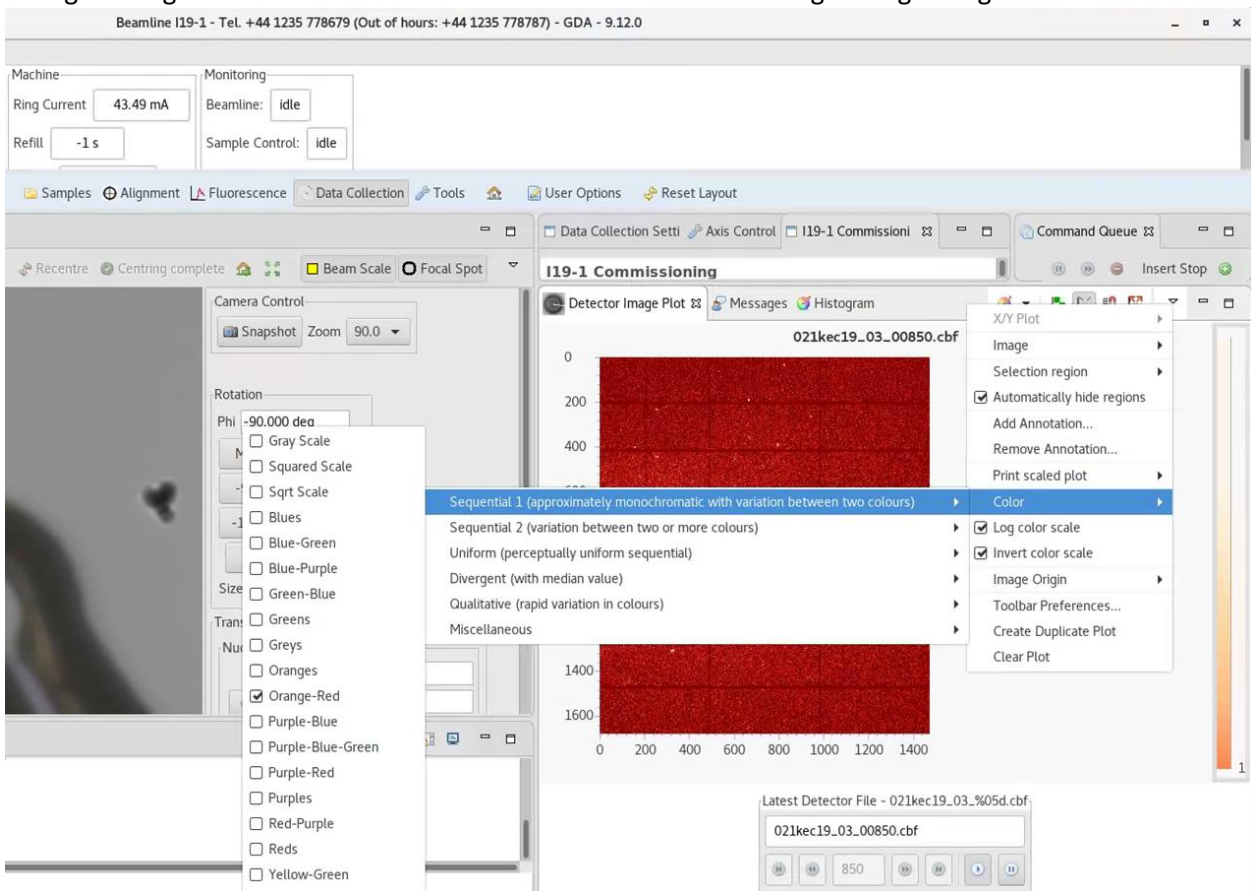 Beamline I19-1 - Tel. +44 1235 778679 (Out of hours: +44 1235 778787) - GDA - 9.12.0
Machine
Monitoring
Ring Current 43.49 mA
Beamline: idle
Refill -1 s
Sample Control: idle
Samples Alignment Fluorescence Data Collection Tools User Options Reset Layout
Data Collection Setti Axis Control I19-1 Commissioni Command Queue
Recentre Centring complete Beam Scale Focal Spot
I19-1 Commissioning
Insert Stop
Camera Control
Snapshot Zoom 90.0
Detector Image Plot Messages Histogram
021kec19_03_00850.cbf
Rotation
Phi -90.000 deg
Gray Scale
Squared Scale
Sqrt Scale
Blues
Blue-Green
Blue-Purple
Green-Blue
Greens
Greys
Oranges
Orange-Red
Purple-Blue
Purple-Blue-Green
Purple-Red
Purples
Red-Purple
Reds
Yellow-Green
Size
Sequential 1 (approximately monochromatic with variation between two colours)
Sequential 2 (variation between two or more colours)
Uniform (perceptually uniform sequential)
Divergent (with median value)
Qualitative (rapid variation in colours)
Miscellaneous
X/Y Plot
Image
Selection region
Automatically hide regions
Add Annotation...
Remove Annotation...
Print scaled plot
Color
Log color scale
Invert color scale
Image Origin
Toolbar Preferences...
Create Duplicate Plot
Clear Plot
0
200
400
1400
1600
0 200 400 600 800 1000 1200 1400
1
Latest Detector File - 021kec19_03_%05d.cbf
021kec19_03_00850.cbf
850